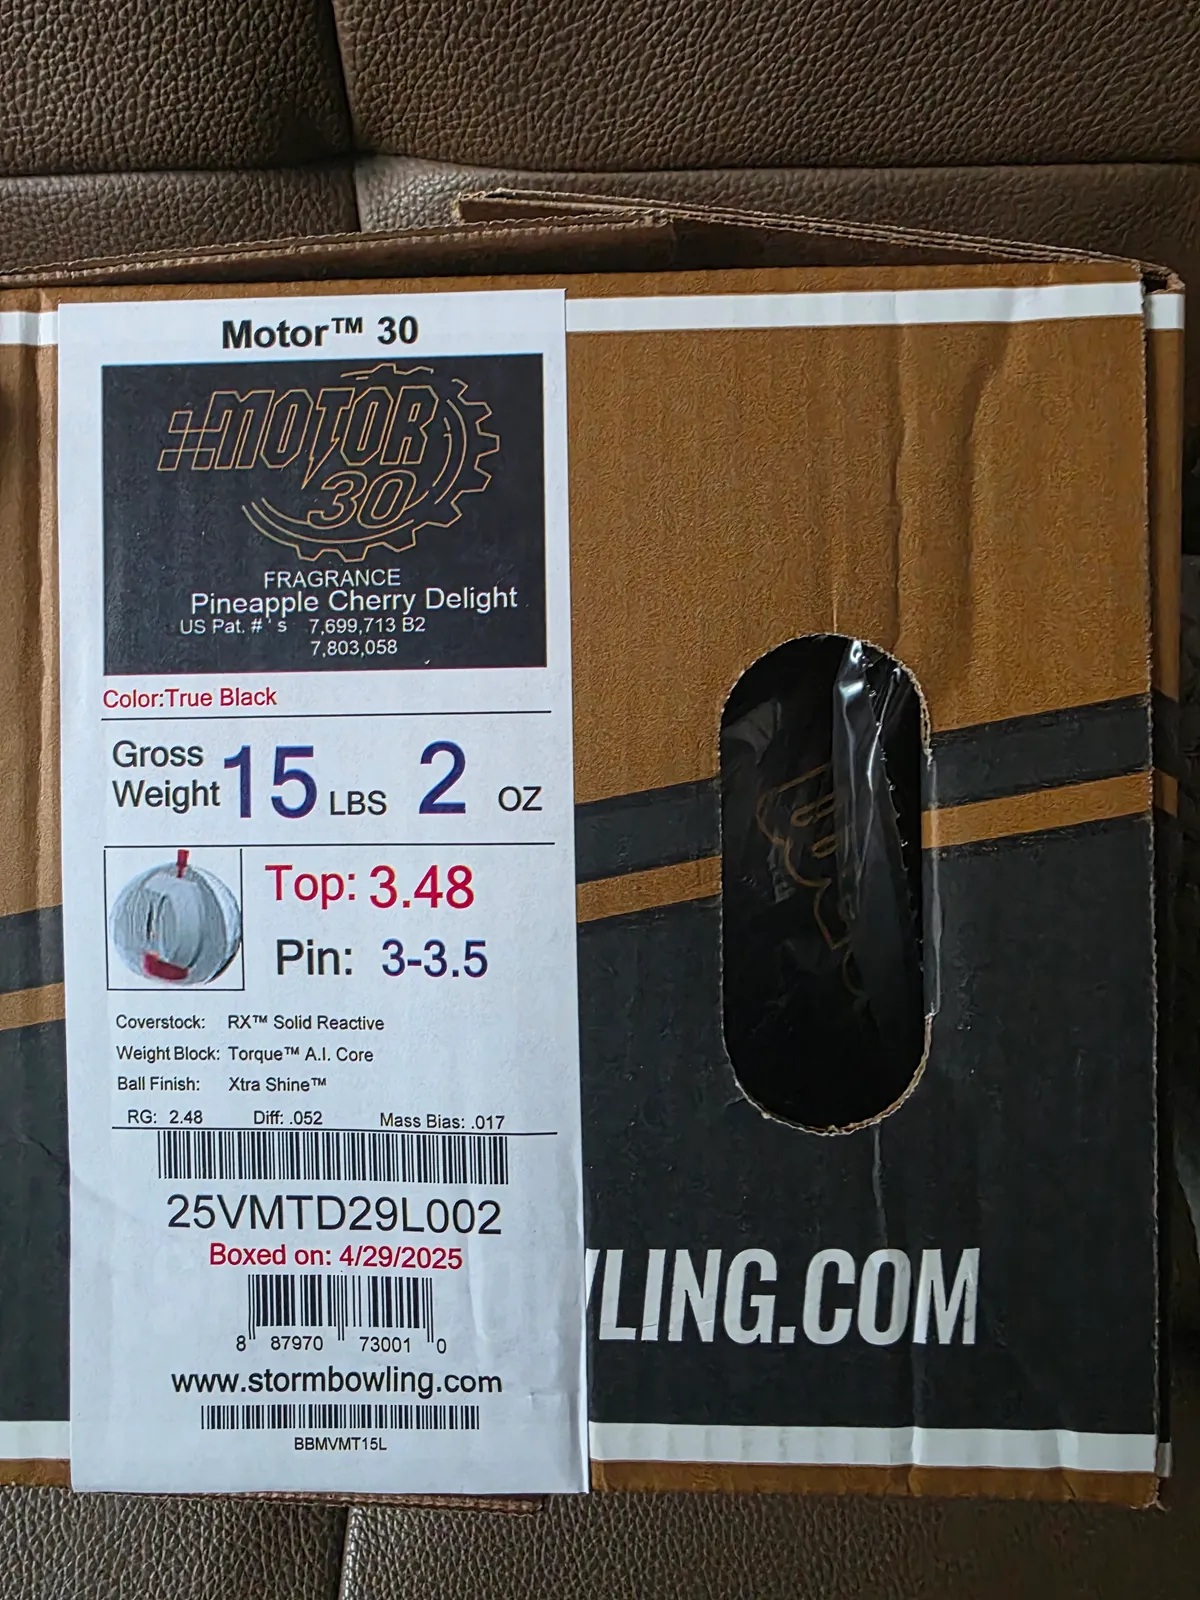 Motor™ 30
MOTOR
30
FRAGRANCE
Pineapple Cherry Delight
US Pat. #'s 7,699,713 B2
7,803,058
Color:True Black
Gross Weight 15 LBS 2 OZ
Top: 3.48
Pin: 3-3.5
Coverstock: RX™ Solid Reactive
Weight Block: Torque™ A.I. Core
Ball Finish: Xtra Shine™
RG: 2.48 Diff: .052 Mass Bias: .017
25VMTD29L002
Boxed on: 4/29/2025
8 87970 73001 0
www.stormbowling.com
BBMVMT15L
LING.COM